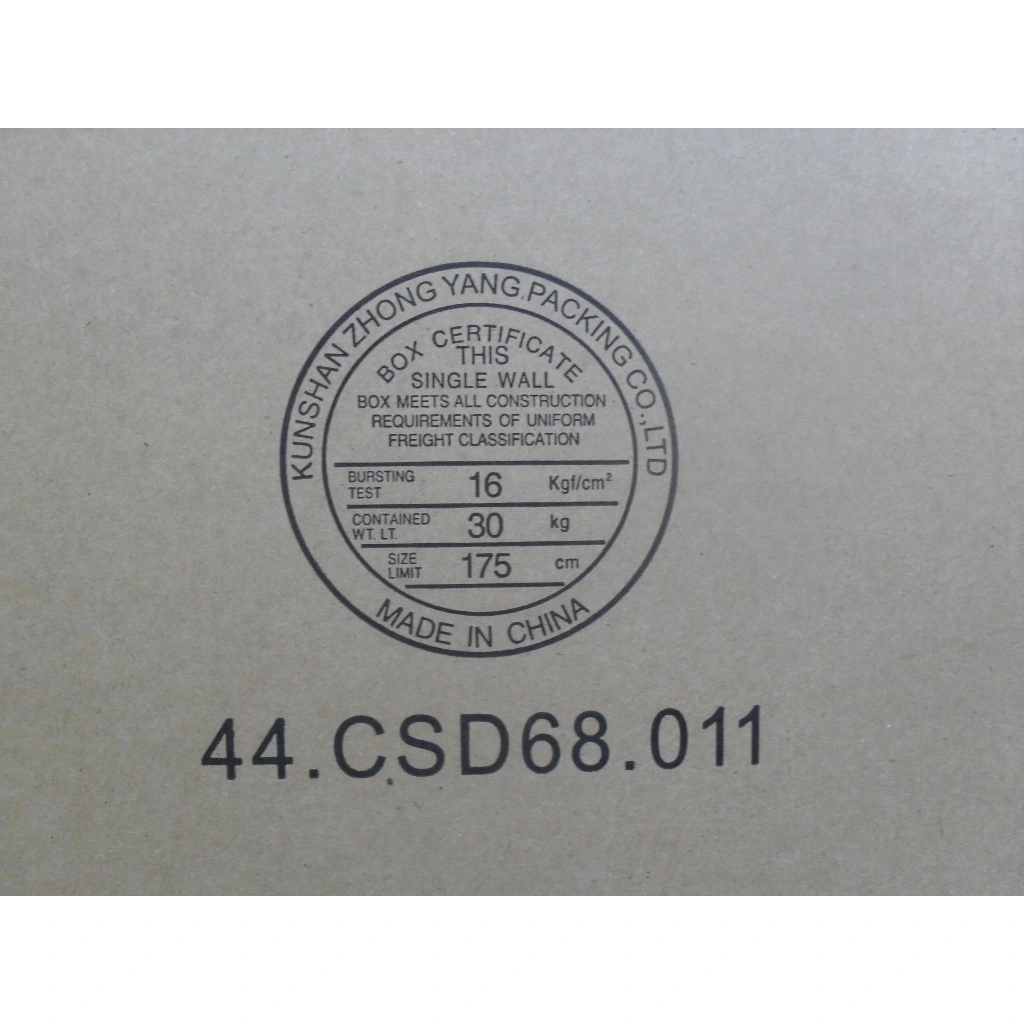 KUNSHAN ZHONG YANG.PACKING CO.,LTD
BOX CERTIFICATE
THIS
SINGLE WALL
BOX MEETS ALL CONSTRUCTION
REQUIREMENTS OF UNIFORM
FREIGHT CLASSIFICATION
BURSTING TEST 16 Kgf/cm²
CONTAINED WT. LT. 30 kg
SIZE LIMIT 175 cm
MADE IN CHINA
44.CSD68.011